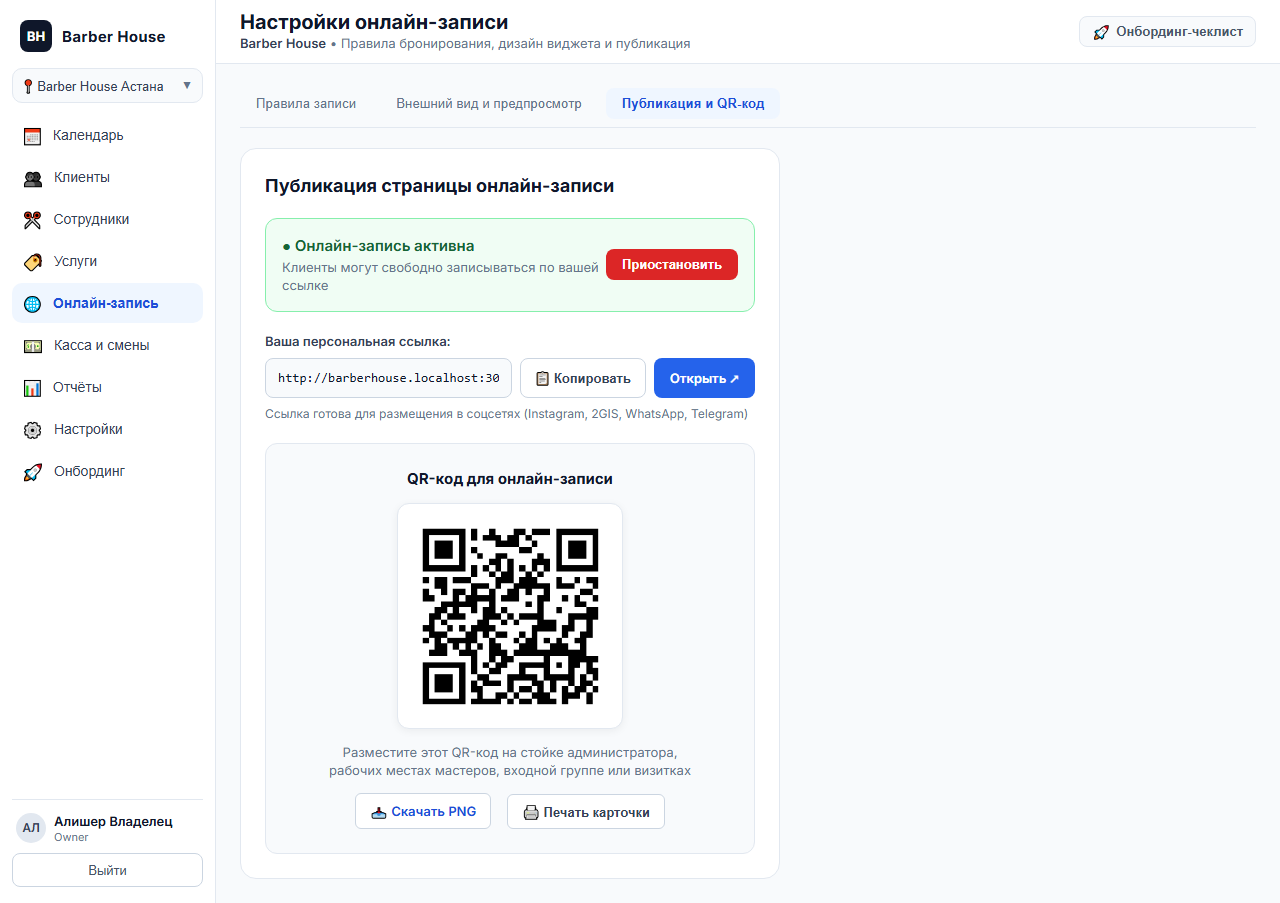 BH Barber House
Barber House Астана ▼
Календарь
Клиенты
Сотрудники
Услуги
Онлайн-запись
Касса и смены
Отчёты
Настройки
Онбординг
АЛ
Алишер Владелец
Owner
Выйти
Настройки онлайн-записи
Barber House • Правила бронирования, дизайн виджета и публикация
Онбординг-чеклист
Правила записи
Внешний вид и предпросмотр
Публикация и QR-код
Публикация страницы онлайн-записи
● Онлайн-запись активна
Клиенты могут свободно записываться по вашей
ссылке
Приостановить
Ваша персональная ссылка:
http://barberhouse.localhost:30
Копировать
Открыть ↗
Ссылка готова для размещения в соцсетях (Instagram, 2GIS, WhatsApp, Telegram)
QR-код для онлайн-записи
Разместите этот QR-код на стойке администратора,
рабочих местах мастеров, входной группе или визитках
Скачать PNG
Печать карточки